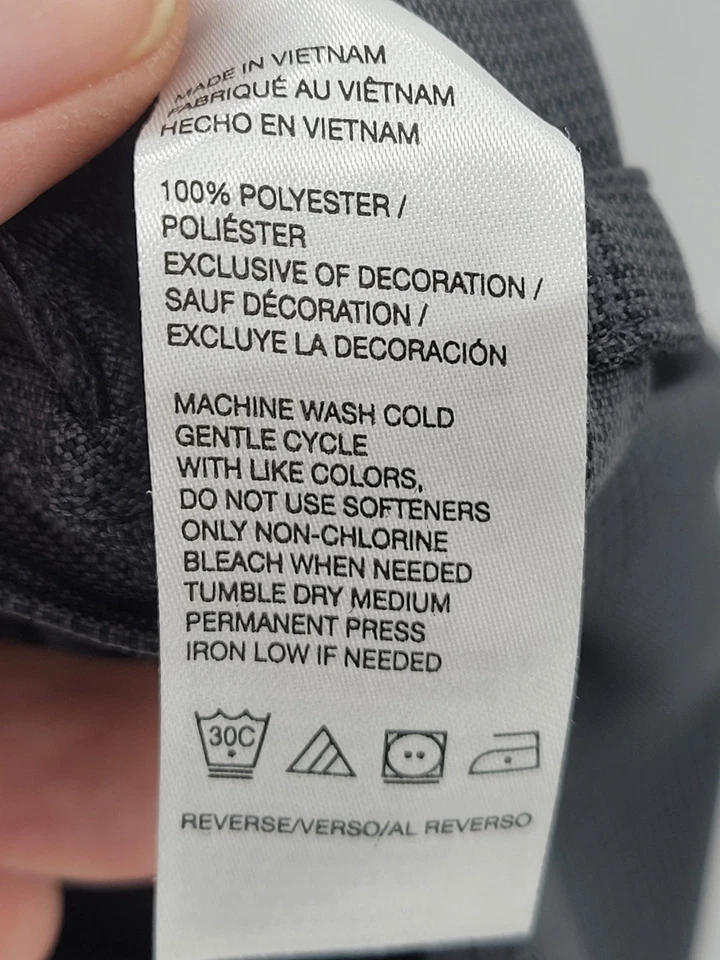 MADE IN VIETNAM
FABRIQUÉ AU VIÊTNAM
HECHO EN VIETNAM
100% POLYESTER /
POLIÉSTER
EXCLUSIVE OF DECORATION /
SAUF DÉCORATION /
EXCLUYE LA DECORACIÓN
MACHINE WASH COLD
GENTLE CYCLE
WITH LIKE COLORS,
DO NOT USE SOFTENERS
ONLY NON-CHLORINE
BLEACH WHEN NEEDED
TUMBLE DRY MEDIUM
PERMANENT PRESS
IRON LOW IF NEEDED
30C
REVERSE/VERSO/AL REVERSO